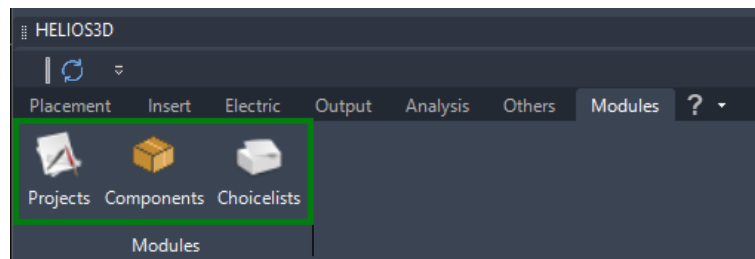 HELIOS3D
Placement Insert Electric Output Analysis Others Modules ?
Projects Components Choicelists
Modules